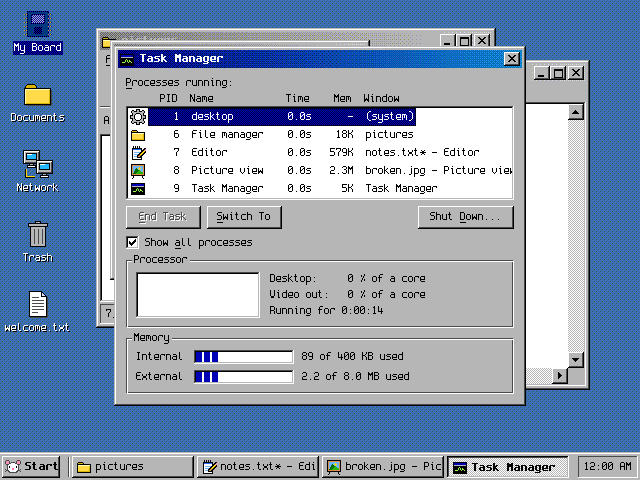 My Board
Documents
Network
Trash
welcome.txt
pictures
Task Manager
Processes running:
PID Name Time Mem Window
1 desktop 0.0s - (system)
6 file manager 0.0s 18K pictures
7 Editor 0.0s 579K notes.txt* - Editor
8 Picture view 0.0s 2.3M broken.jpg - Picture view
9 Task Manager 0.0s 5K Task Manager
End Task Switch To Shut Down...
Show all processes
Processor
Desktop: 0 % of a core
Video out: 0 % of a core
Running for 0:00:14
Memory
Internal 89 of 400 KB used
External 2.2 of 8.0 MB used
Start pictures notes.txt* - Edi broken.jpg - Pic Task Manager 12:00 AM